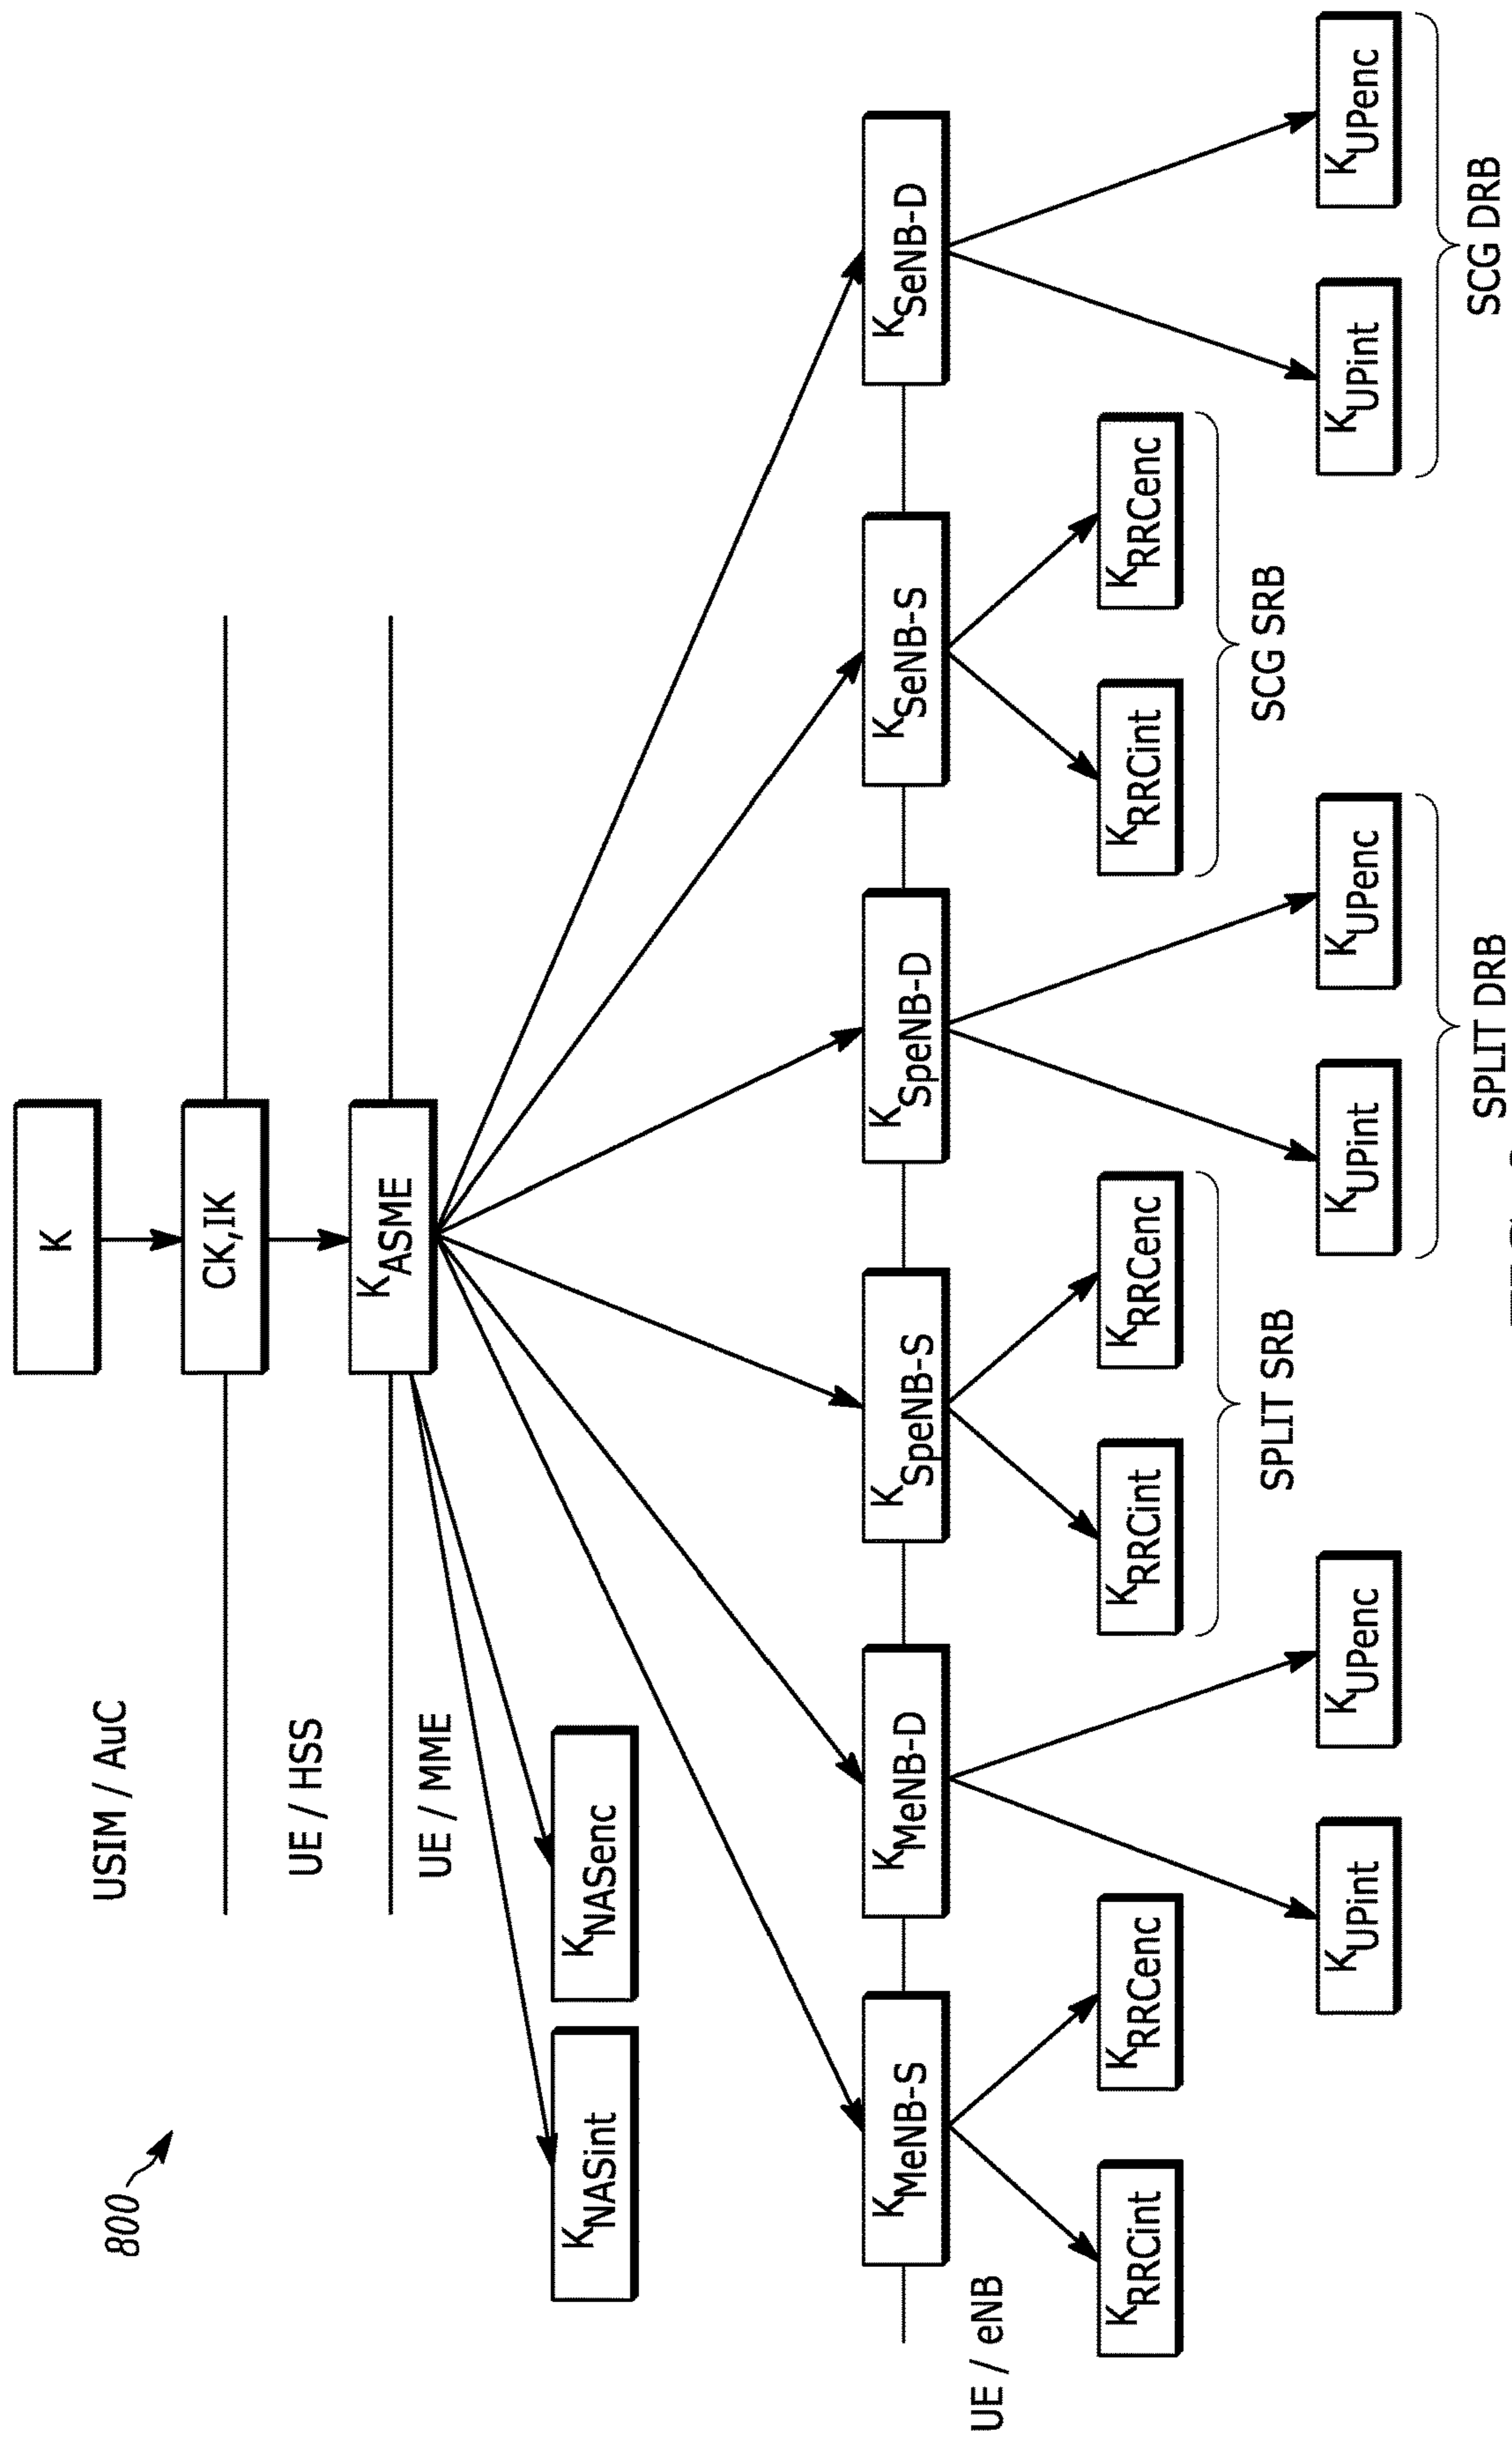 800
USIM / AuC
UE / HSS
UE / MME
K
CK,IK
KASME
KNASint
KNASenc
KMeNB-S
KMeNB-D
KSpeNB-S
KSpeNB-D
KSeNB-S
KSeNB-D
UE / eNB
KRRCint
KRRCenc
KRRCint
KRRCenc
KRRCint
KRRCenc
SPLIT SRB
SCG SRB
KUPint
KUPenc
KUPint
KUPenc
KUPint
KUPenc
SPLIT DRB
SCG DRB